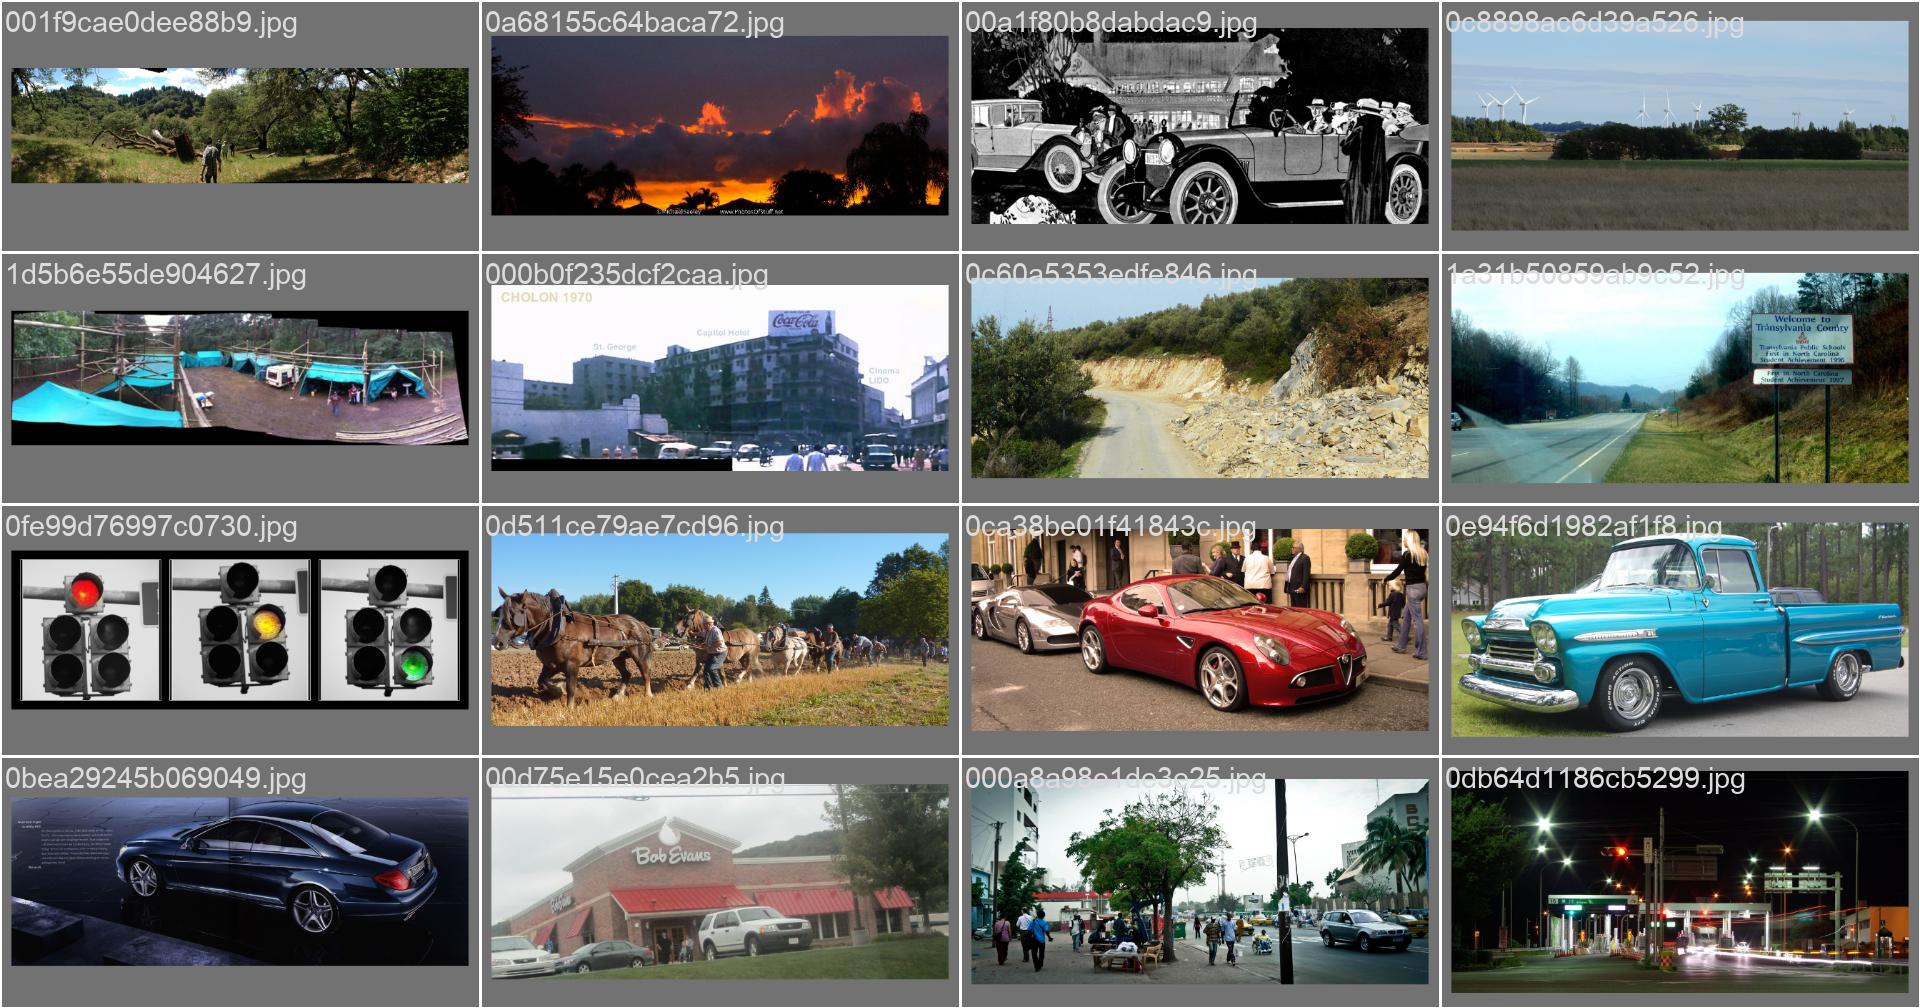 001f9cae0dee88b9.jpg
0a68155c64baca72.jpg
00a1f80b8dabdac9.jpg
0c8898ac6d39a526.jpg
www.PhotosOfStuff.net
1d5b6e55de904627.jpg
000b0f235dcf2caa.jpg
0c60a5353edfe846.jpg
1a31b50859ab9c52.jpg
CHOLON 1970
Coca-Cola
Capitol Hotel
St. George
Cinema
LIDO
Welcome to
Transylvania County
Transylvania Public Schools
First in North Carolina
Student Achievement 1996
First in North Carolina
Student Achievement 1997
0fe99d76997c0730.jpg
0d511ce79ae7cd96.jpg
0ca38be01f41843c.jpg
0e94f6d1982af1f8.jpg
0bea29245b069049.jpg
00d75e15e0cea2b5.jpg
000a8a98e1de3e25.jpg
0db64d1186cb5299.jpg
Bob Evans